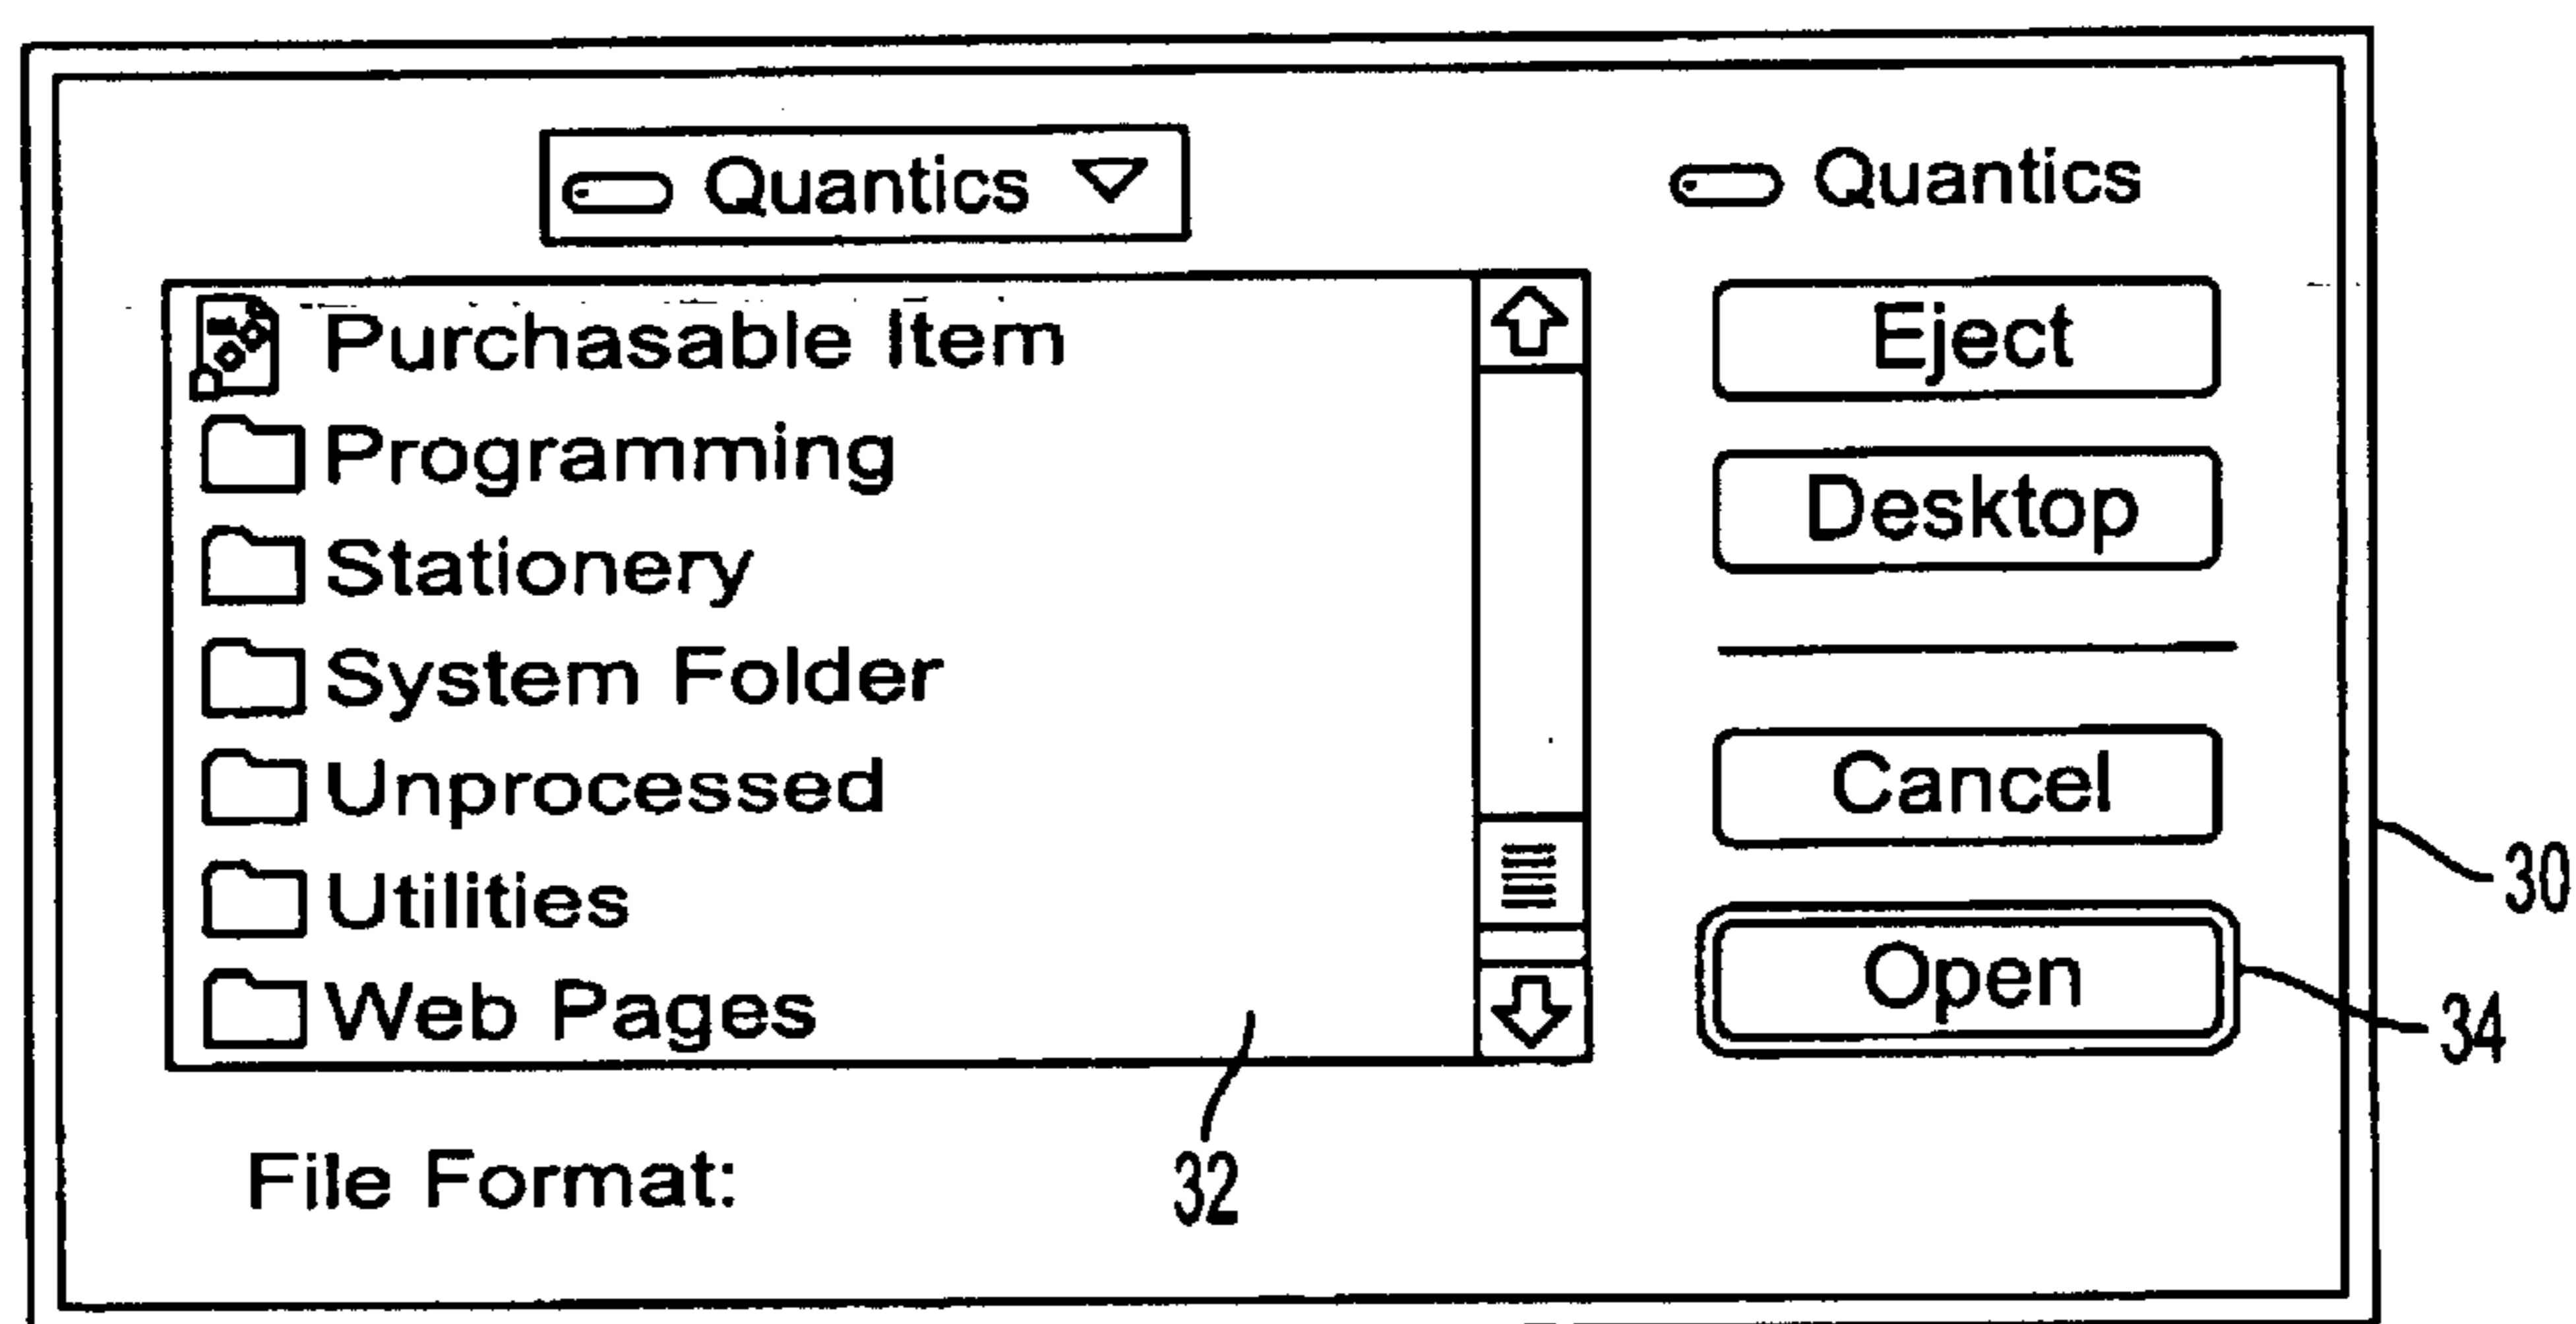 Quantics
Quantics
Purchasable Item
Eject
Programming
Desktop
Stationery
System Folder
Unprocessed
Cancel
Utilities
30
Web Pages
Open
34
File Format:
32